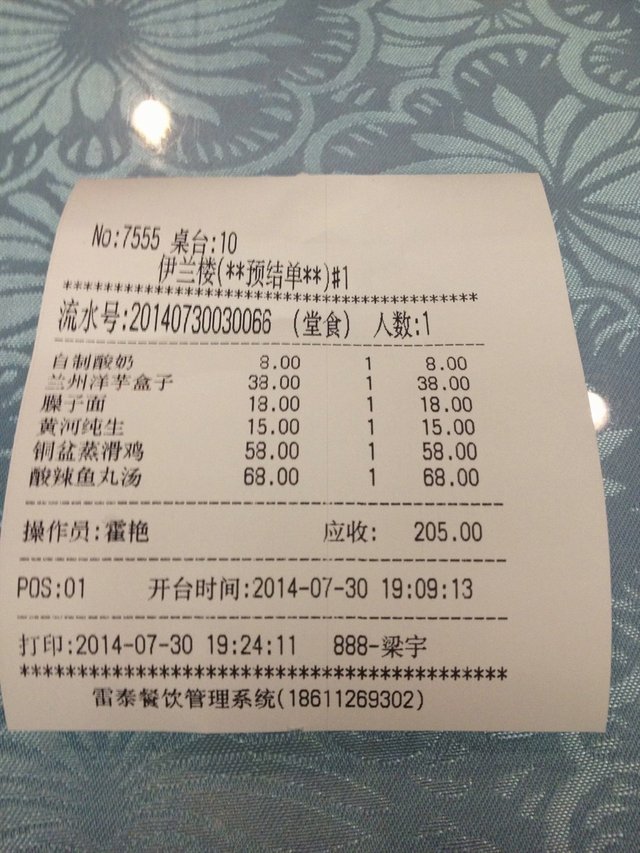 No:7555 桌台:10
伊兰楼(**预结单**)#1
****************************************
流水号:20140730030066 (堂食) 人数:1
自制酸奶 8.00 1 8.00
兰州洋芋盒子 38.00 1 38.00
臊子面 18.00 1 18.00
黄河纯生 15.00 1 15.00
铜盆蒸滑鸡 58.00 1 58.00
酸辣鱼丸汤 68.00 1 68.00
操作员:霍艳 应收: 205.00
POS:01 开台时间:2014-07-30 19:09:13
打印:2014-07-30 19:24:11 888-梁宇
****************************************
雷泰餐饮管理系统(18611269302)